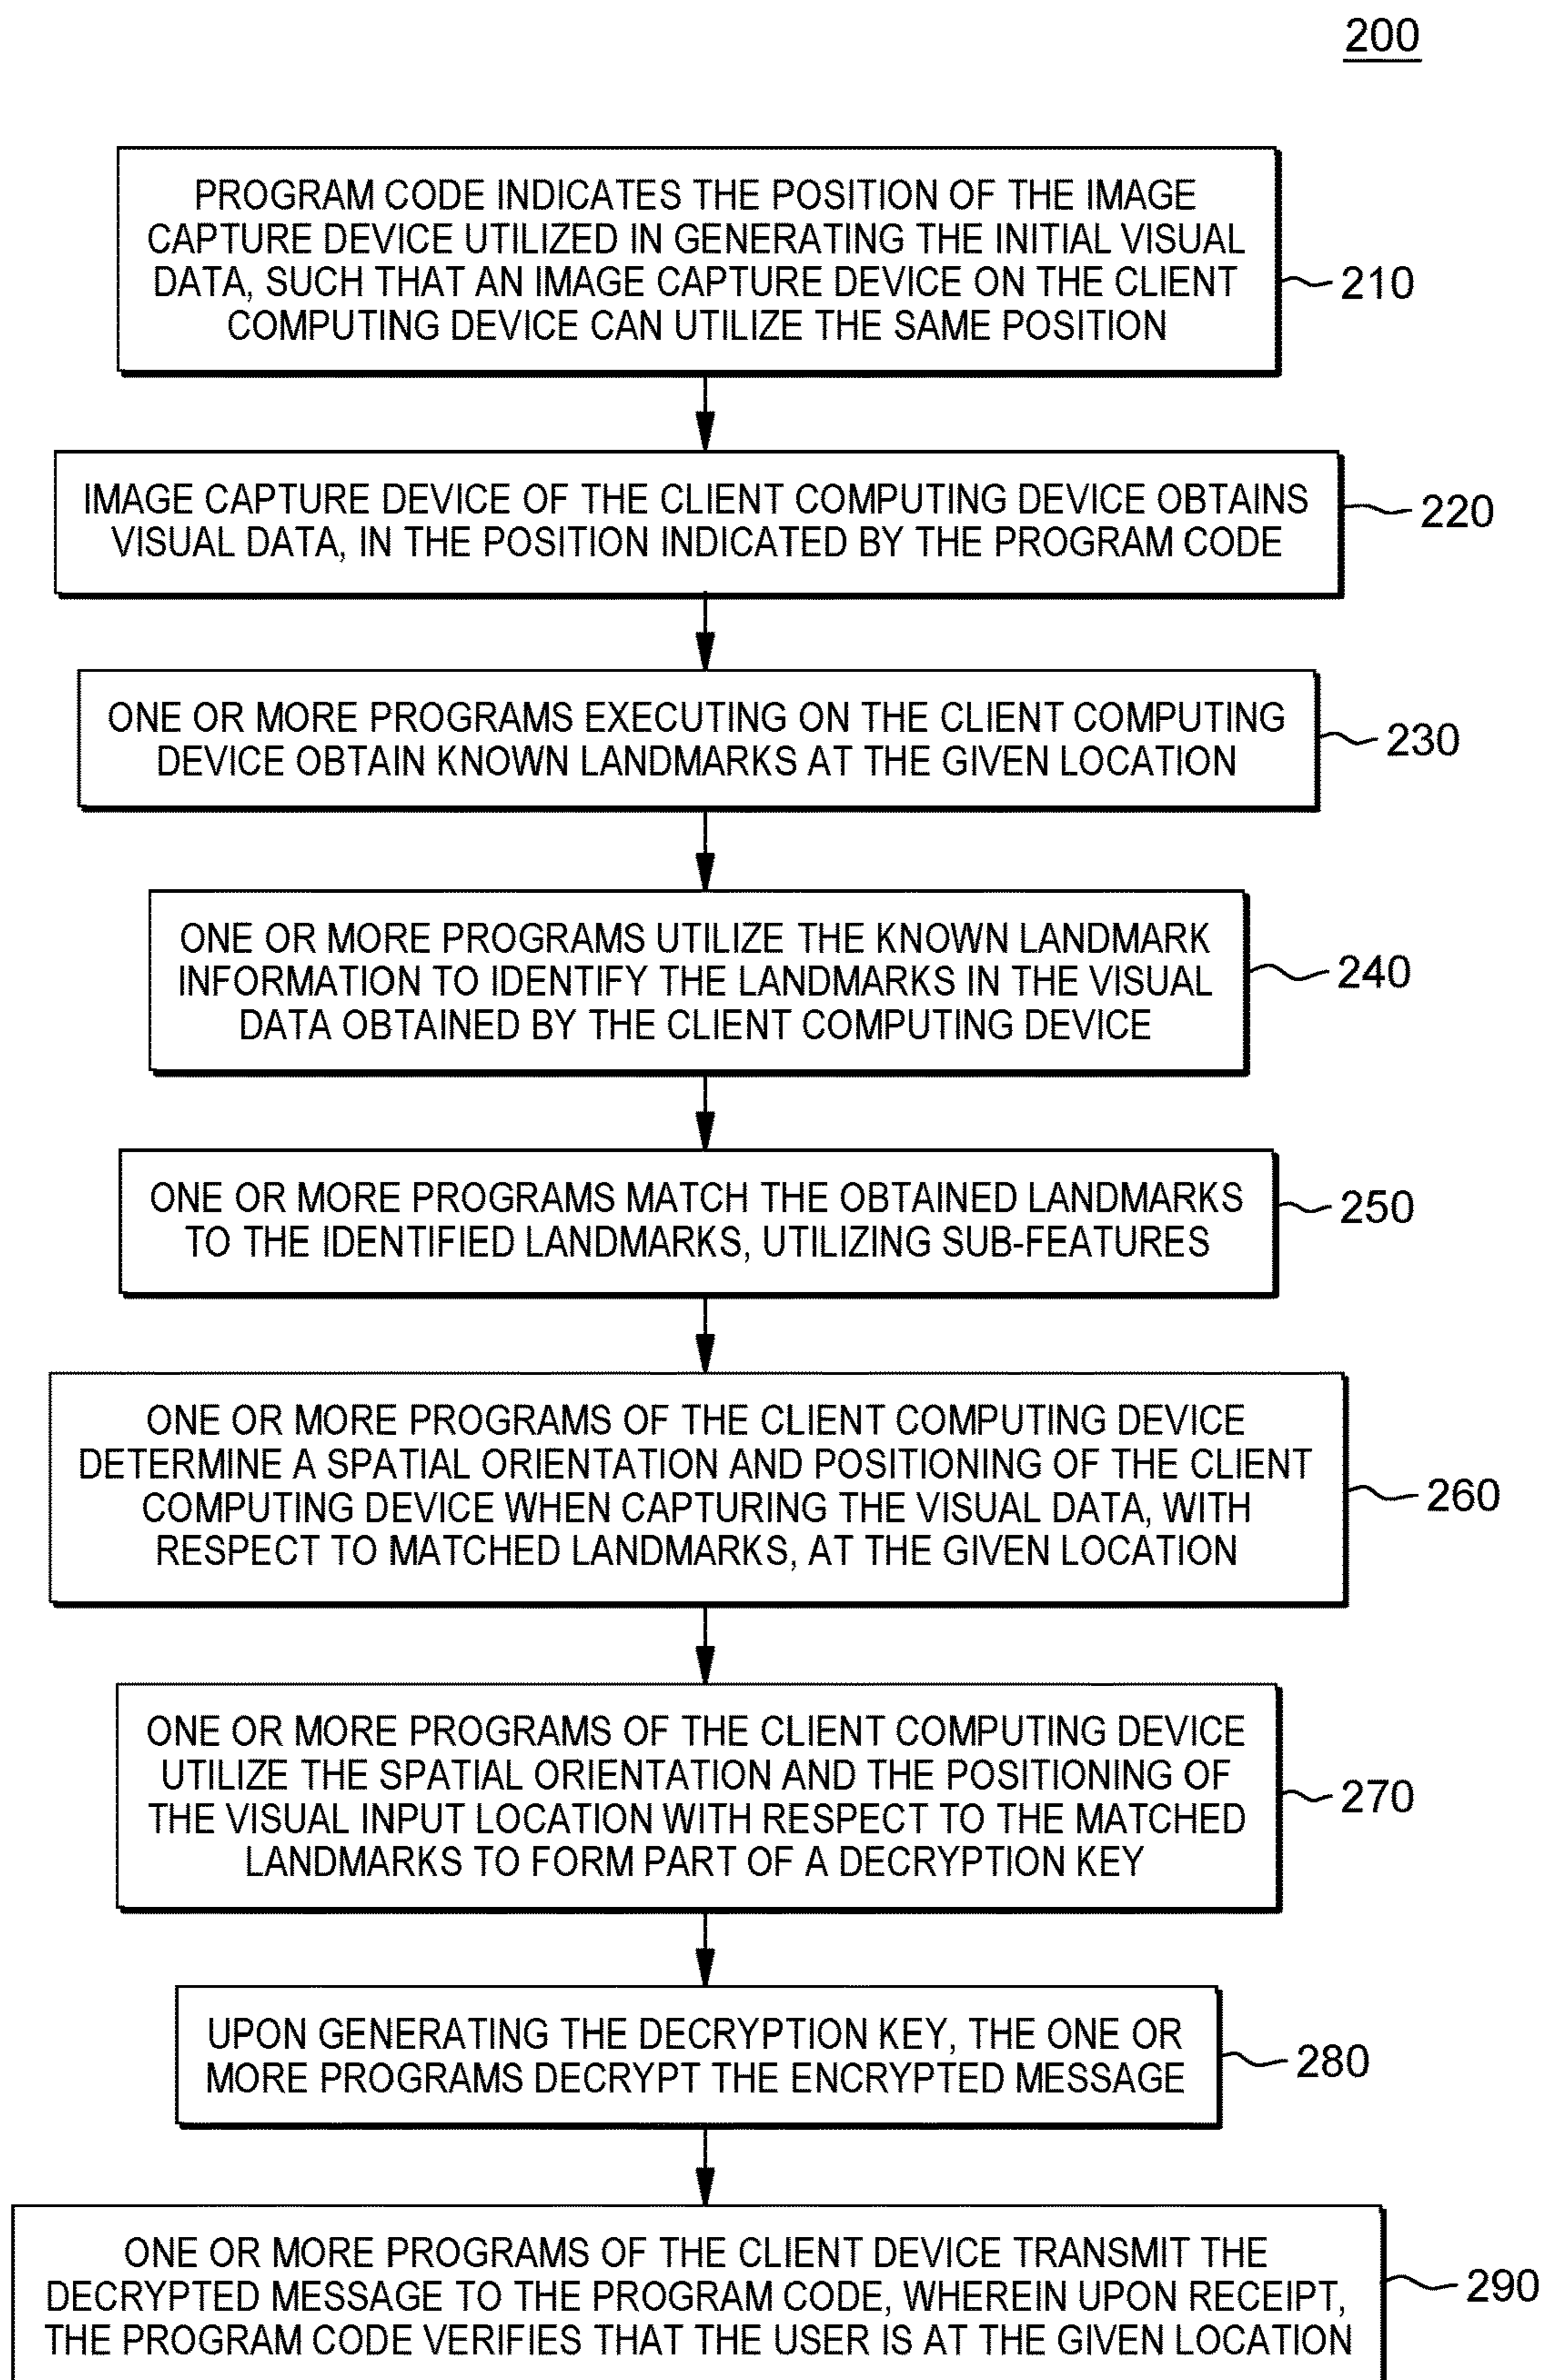 200
PROGRAM CODE INDICATES THE POSITION OF THE IMAGE
CAPTURE DEVICE UTILIZED IN GENERATING THE INITIAL VISUAL
DATA, SUCH THAT AN IMAGE CAPTURE DEVICE ON THE CLIENT
COMPUTING DEVICE CAN UTILIZE THE SAME POSITION
210
IMAGE CAPTURE DEVICE OF THE CLIENT COMPUTING DEVICE OBTAINS
VISUAL DATA, IN THE POSITION INDICATED BY THE PROGRAM CODE
220
ONE OR MORE PROGRAMS EXECUTING ON THE CLIENT COMPUTING
DEVICE OBTAIN KNOWN LANDMARKS AT THE GIVEN LOCATION
230
ONE OR MORE PROGRAMS UTILIZE THE KNOWN LANDMARK
INFORMATION TO IDENTIFY THE LANDMARKS IN THE VISUAL
DATA OBTAINED BY THE CLIENT COMPUTING DEVICE
240
ONE OR MORE PROGRAMS MATCH THE OBTAINED LANDMARKS
TO THE IDENTIFIED LANDMARKS, UTILIZING SUB-FEATURES
250
ONE OR MORE PROGRAMS OF THE CLIENT COMPUTING DEVICE
DETERMINE A SPATIAL ORIENTATION AND POSITIONING OF THE CLIENT
COMPUTING DEVICE WHEN CAPTURING THE VISUAL DATA, WITH
RESPECT TO MATCHED LANDMARKS, AT THE GIVEN LOCATION
260
ONE OR MORE PROGRAMS OF THE CLIENT COMPUTING DEVICE
UTILIZE THE SPATIAL ORIENTATION AND THE POSITIONING OF
THE VISUAL INPUT LOCATION WITH RESPECT TO THE MATCHED
LANDMARKS TO FORM PART OF A DECRYPTION KEY
270
UPON GENERATING THE DECRYPTION KEY, THE ONE OR
MORE PROGRAMS DECRYPT THE ENCRYPTED MESSAGE
280
ONE OR MORE PROGRAMS OF THE CLIENT DEVICE TRANSMIT THE
DECRYPTED MESSAGE TO THE PROGRAM CODE, WHEREIN UPON RECEIPT,
THE PROGRAM CODE VERIFIES THAT THE USER IS AT THE GIVEN LOCATION
290